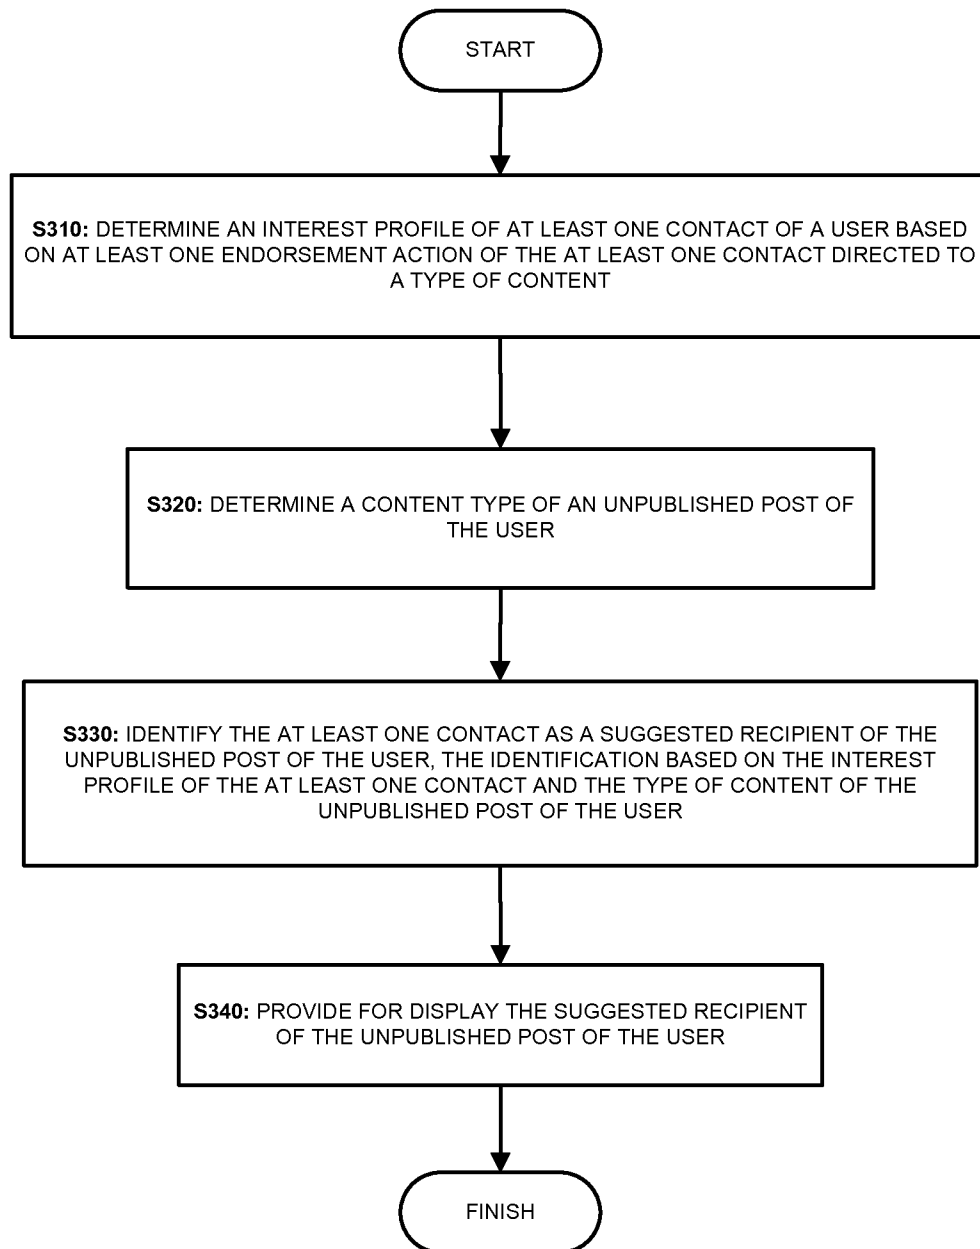 START
S310: DETERMINE AN INTEREST PROFILE OF AT LEAST ONE CONTACT OF A USER BASED
ON AT LEAST ONE ENDORSEMENT ACTION OF THE AT LEAST ONE CONTACT DIRECTED TO
A TYPE OF CONTENT
S320: DETERMINE A CONTENT TYPE OF AN UNPUBLISHED POST OF
THE USER
S330: IDENTIFY THE AT LEAST ONE CONTACT AS A SUGGESTED RECIPIENT OF THE
UNPUBLISHED POST OF THE USER, THE IDENTIFICATION BASED ON THE INTEREST
PROFILE OF THE AT LEAST ONE CONTACT AND THE TYPE OF CONTENT OF THE
UNPUBLISHED POST OF THE USER
S340: PROVIDE FOR DISPLAY THE SUGGESTED RECIPIENT
OF THE UNPUBLISHED POST OF THE USER
FINISH